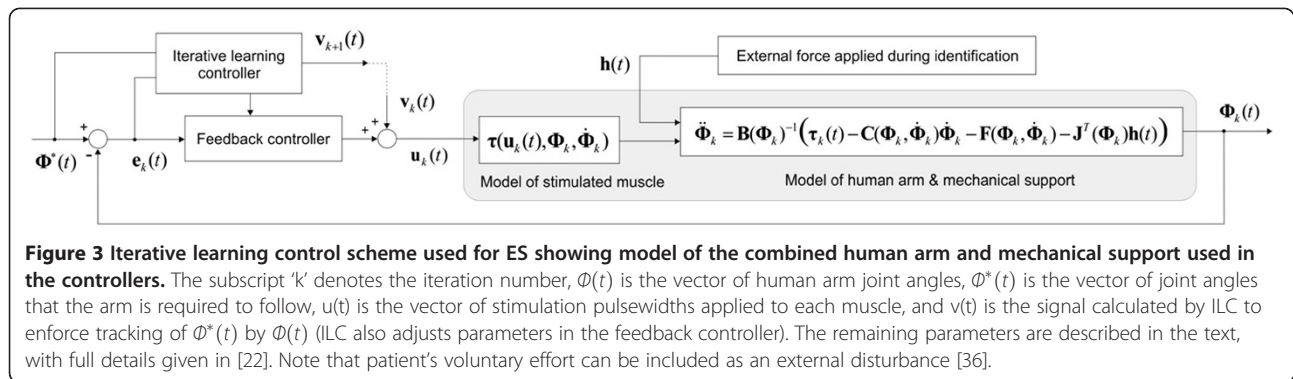 Iterative learning
controller
v_{k+1}(t)
h(t)
External force applied during identification
v_k(t)
Φ_k(t)
+
-
Φ*(t)
e_k(t)
Feedback controller
+ +
u_k(t)
τ(u_k(t),Φ_k,Φ̇_k)
Φ̈_k = B(Φ_k)^{-1}(τ_k(t)−C(Φ_k,Φ̇_k)Φ̇_k−F(Φ_k,Φ̇_k)−J^T(Φ_k)h(t))
Model of stimulated muscle
Model of human arm & mechanical support
Figure 3 Iterative learning control scheme used for ES showing model of the combined human arm and mechanical support used in
the controllers. The subscript ‘k’ denotes the iteration number, Φ(t) is the vector of human arm joint angles, Φ*(t) is the vector of joint angles
that the arm is required to follow, u(t) is the vector of stimulation pulsewidths applied to each muscle, and v(t) is the signal calculated by ILC to
enforce tracking of Φ*(t) by Φ(t) (ILC also adjusts parameters in the feedback controller). The remaining parameters are described in the text,
with full details given in [22]. Note that patient’s voluntary effort can be included as an external disturbance [36].